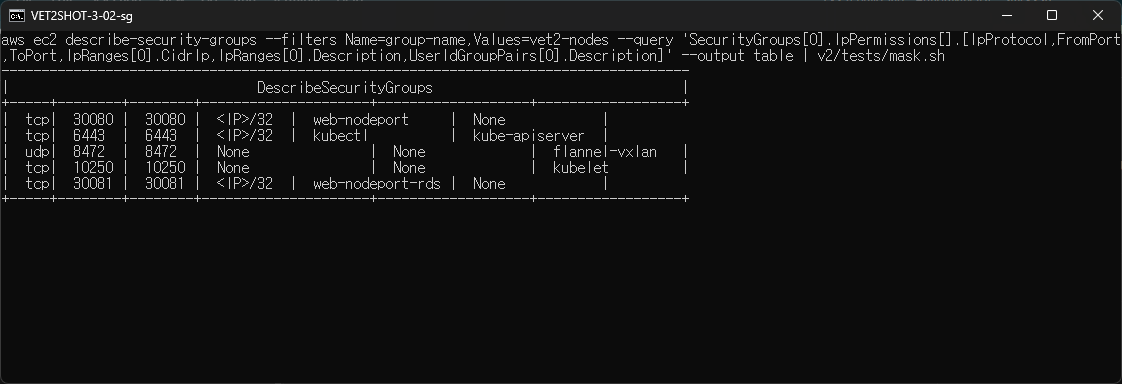 VET2SHOT-3-02-sg
aws ec2 describe-security-groups --filters Name=group-name,Values=vet2-nodes --query 'SecurityGroups[0].IpPermissions[].[IpProtocol,FromPort
,ToPort,IpRanges[0].CidrIp,IpRanges[0].Description,UserIdGroupPairs[0].Description]' --output table | v2/tests/mask.sh
--------------------------------------------------------------------------------------
|                               DescribeSecurityGroups                               |
+------+--------+--------+---------------------+-------------------+------------------+
|  tcp|  30080 |  30080 |  <IP>/32  |  web-nodeport     |  None            |
|  tcp|  6443  |  6443  |  <IP>/32  |  kubectl          |  kube-apiserver  |
|  udp|  8472  |  8472  |  None               |  None             |  flannel-vxlan   |
|  tcp|  10250 |  10250 |  None               |  None             |  kubelet         |
|  tcp|  30081 |  30081 |  <IP>/32  |  web-nodeport-rds |  None            |
+------+--------+--------+---------------------+-------------------+------------------+